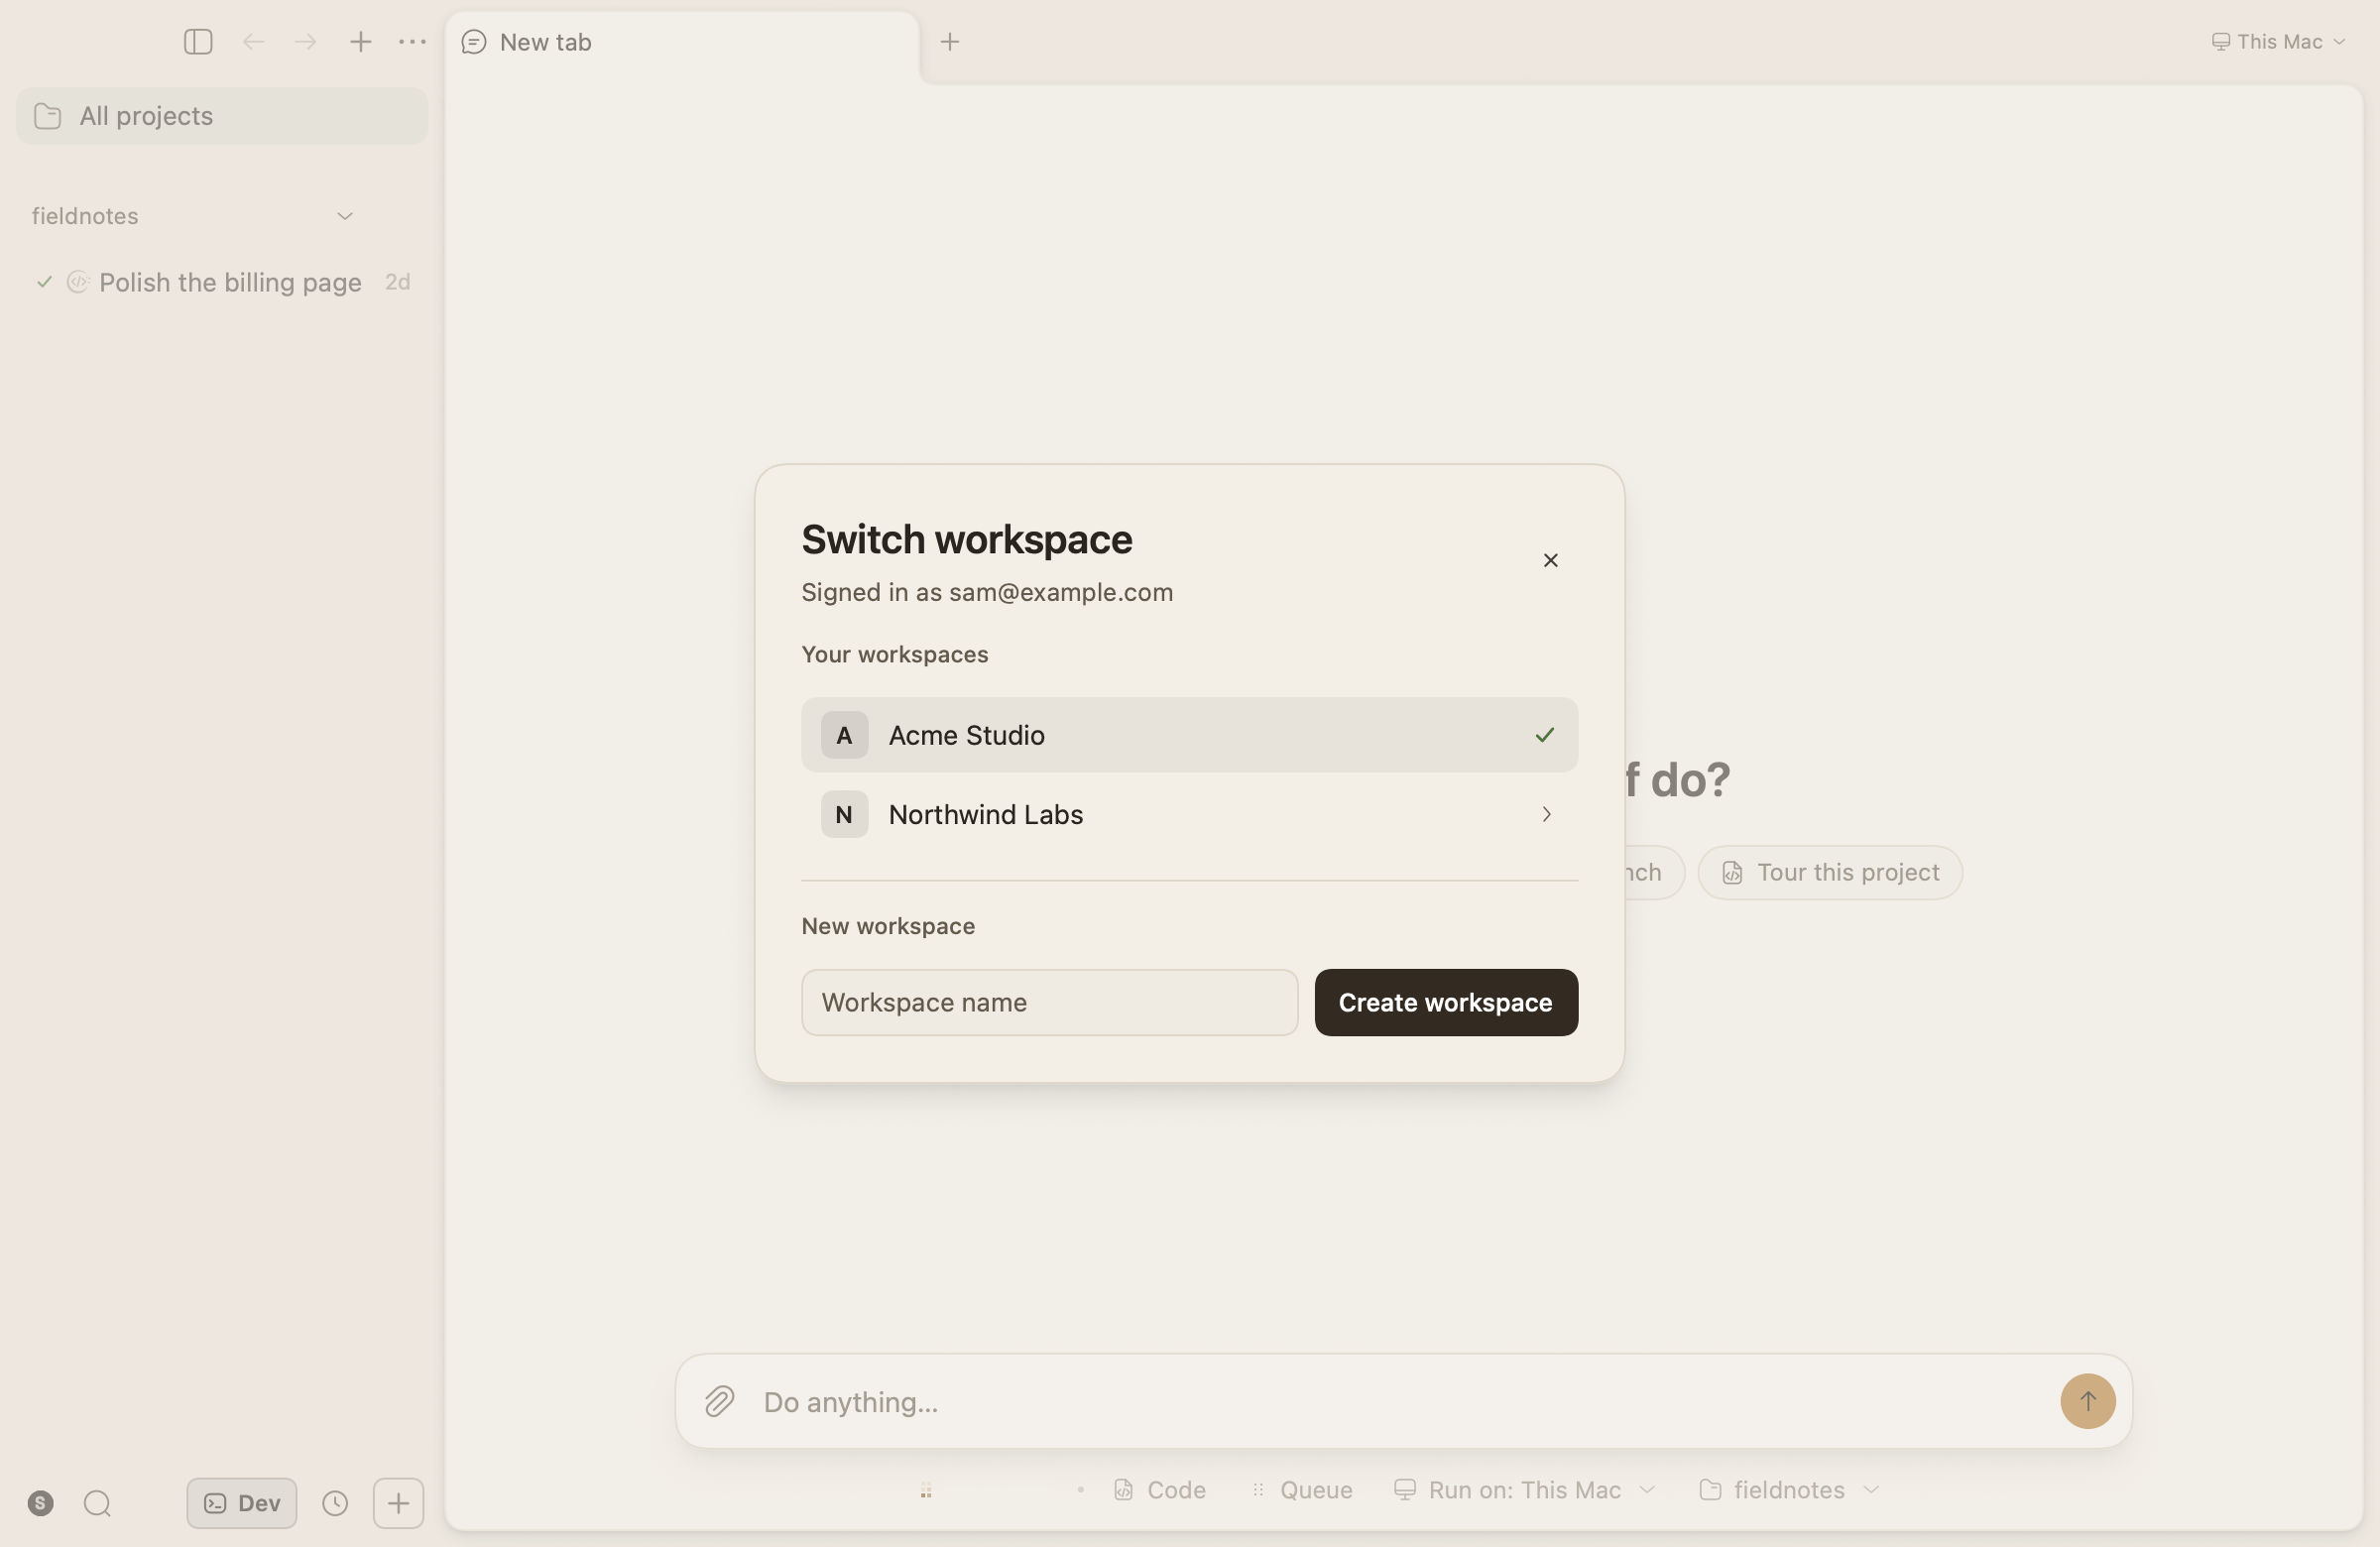 New tab
This Mac
All projects
fieldnotes
Polish the billing page 2d
Switch workspace
Signed in as sam@example.com
Your workspaces
A Acme Studio
N Northwind Labs
do?
Tour this project
New workspace
Workspace name
Create workspace
Do anything...
S
Dev
Code
Queue
Run on: This Mac
fieldnotes